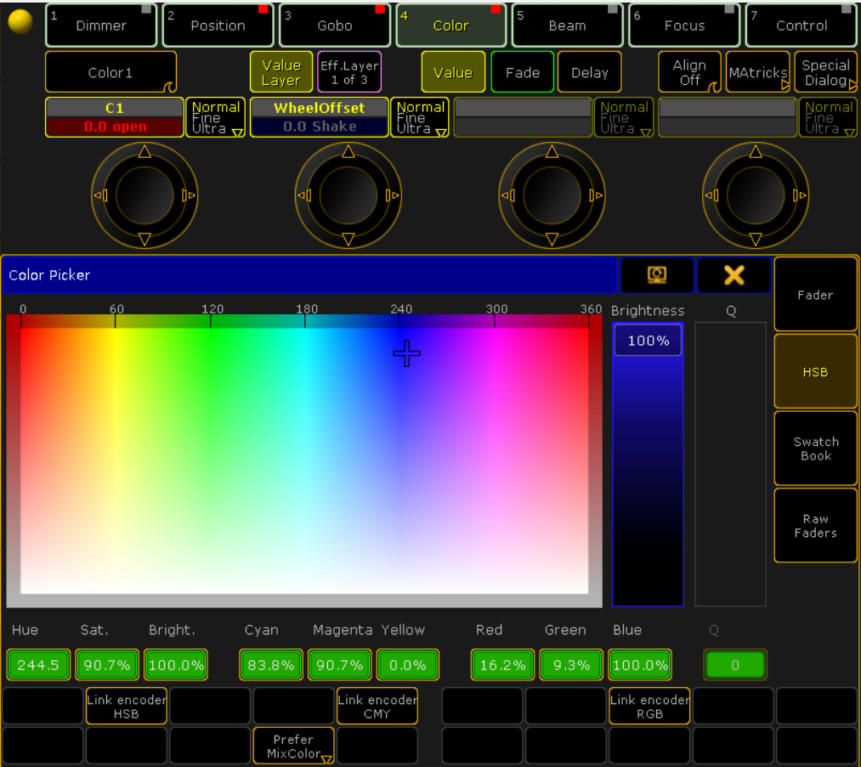 1 Dimmer
2 Position
3 Gobo
4 Color
5 Beam
6 Focus
7 Control
Color1
Value
Layer
Eff.Layer
1 of 3
Value
Fade
Delay
Align
Off
MAtricks
Special
Dialog
C1
0.0 open
Normal
Fine
Ultra
WheelOffset
0.0 Shake
Normal
Fine
Ultra
Normal
Fine
Ultra
Normal
Fine
Ultra
Color Picker
0 60 120 180 240 300 360
Brightness
Q
100%
Fader
HSB
Swatch
Book
Raw
Faders
Hue Sat. Bright. Cyan Magenta Yellow Red Green Blue Q
244.5 90.7% 100.0% 83.8% 90.7% 0.0% 16.2% 9.3% 100.0% 0
Link encoder
HSB
Link encoder
CMY
Link encoder
RGB
Prefer
MixColor